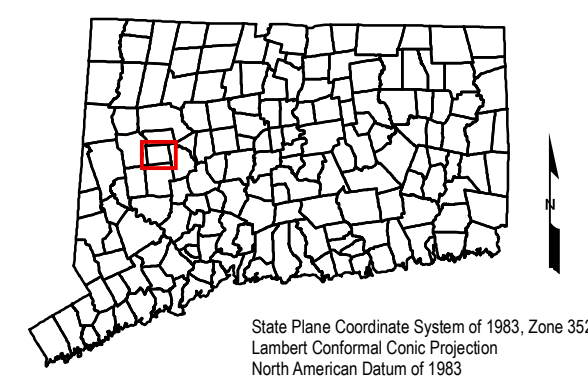 N
State Plane Coordinate System of 1983, Zone 352
Lambert Conformal Conic Projection
North American Datum of 1983